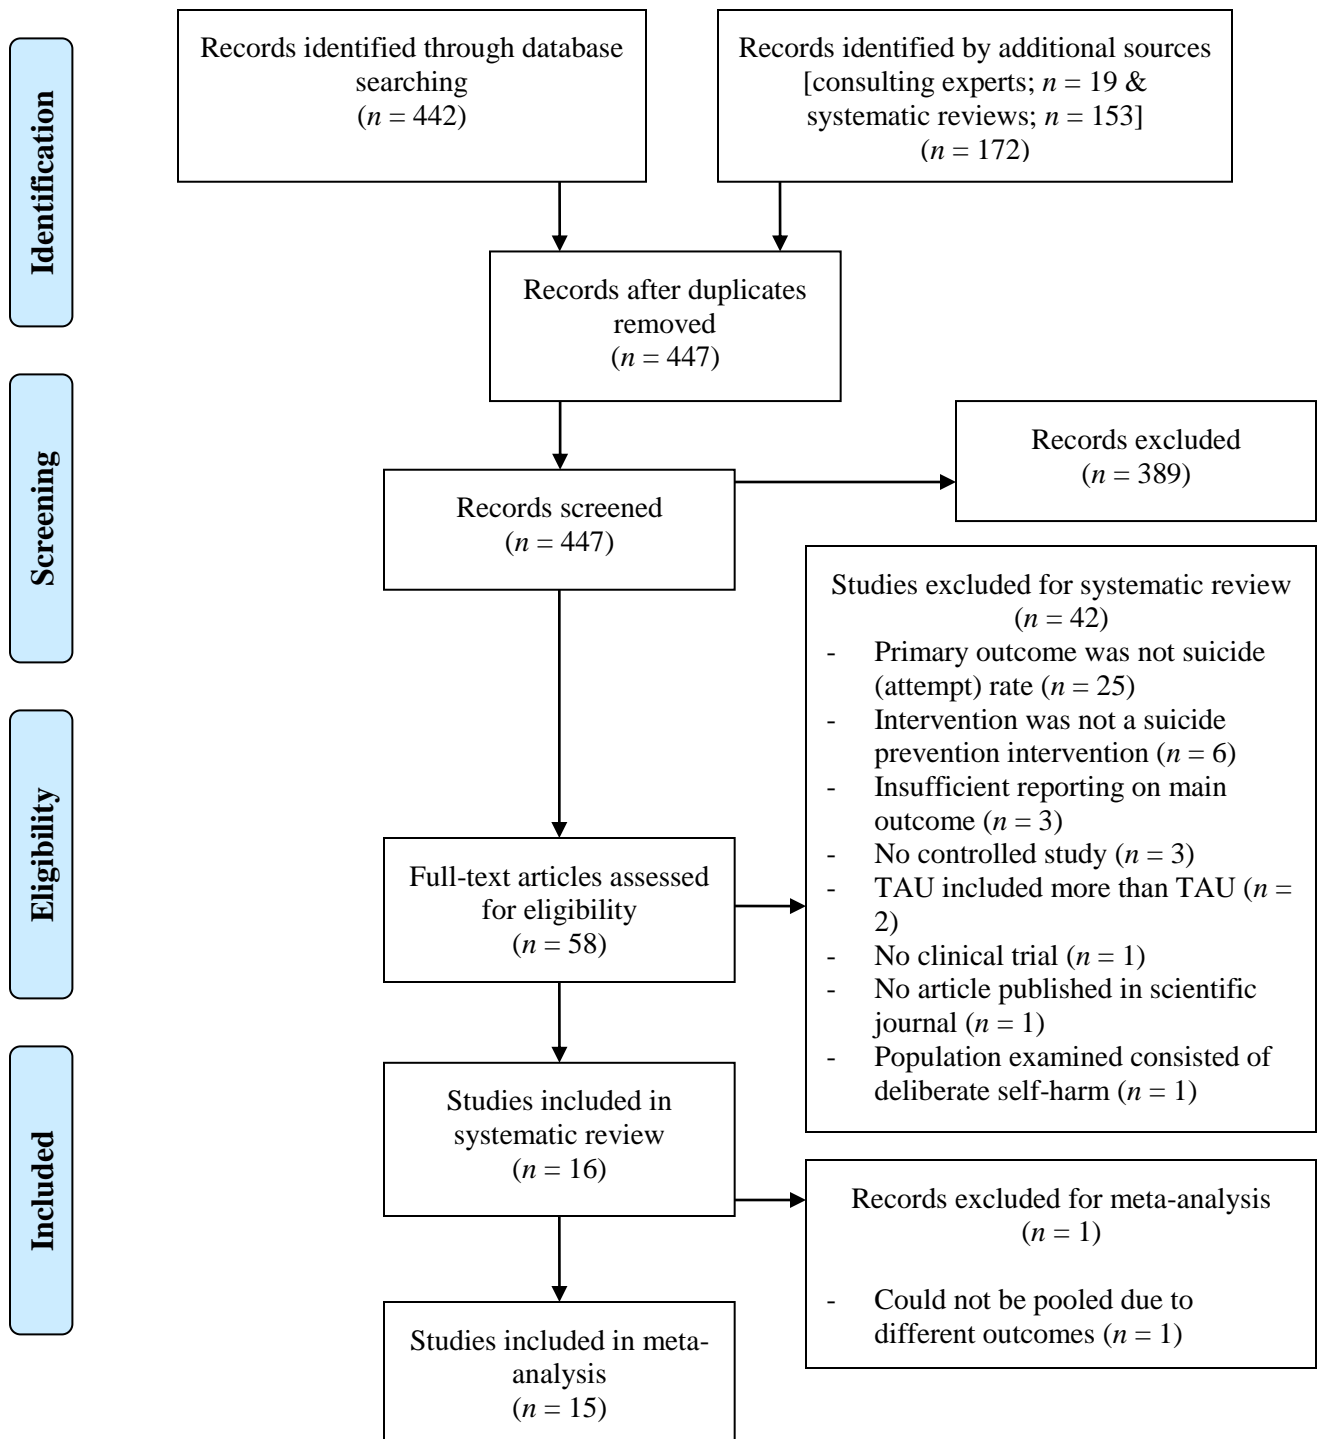 Identification
Records identified through database
searching
(n = 442)
Records identified by additional sources
[consulting experts; n = 19 &
systematic reviews; n = 153]
(n = 172)
Records after duplicates
removed
(n = 447)
Screening
Records screened
(n = 447)
Records excluded
(n = 389)
Eligibility
Full-text articles assessed
for eligibility
(n = 58)
Studies excluded for systematic review
(n = 42)
- Primary outcome was not suicide
(attempt) rate (n = 25)
- Intervention was not a suicide
prevention intervention (n = 6)
- Insufficient reporting on main
outcome (n = 3)
- No controlled study (n = 3)
- TAU included more than TAU (n =
2)
- No clinical trial (n = 1)
- No article published in scientific
journal (n = 1)
- Population examined consisted of
deliberate self-harm (n = 1)
Included
Studies included in
systematic review
(n = 16)
Records excluded for meta-analysis
(n = 1)
- Could not be pooled due to
different outcomes (n = 1)
Studies included in meta-
analysis
(n = 15)